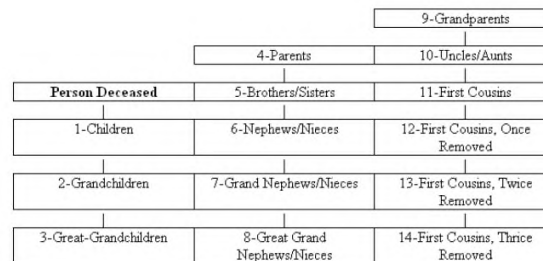 9-Grandparents
4-Parents
10-Uncles/Aunts
Person Deceased
5-Brothers/Sisters
11-First Cousins
1-Children
6-Nephews/Nieces
12-First Cousins, Once
Removed
2-Grandchildren
7-Grand Nephews/Nieces
13-First Cousins, Twice
Removed
3-Great-Grandchildren
8-Great Grand
Nephews/Nieces
14-First Cousins, Thrice
Removed